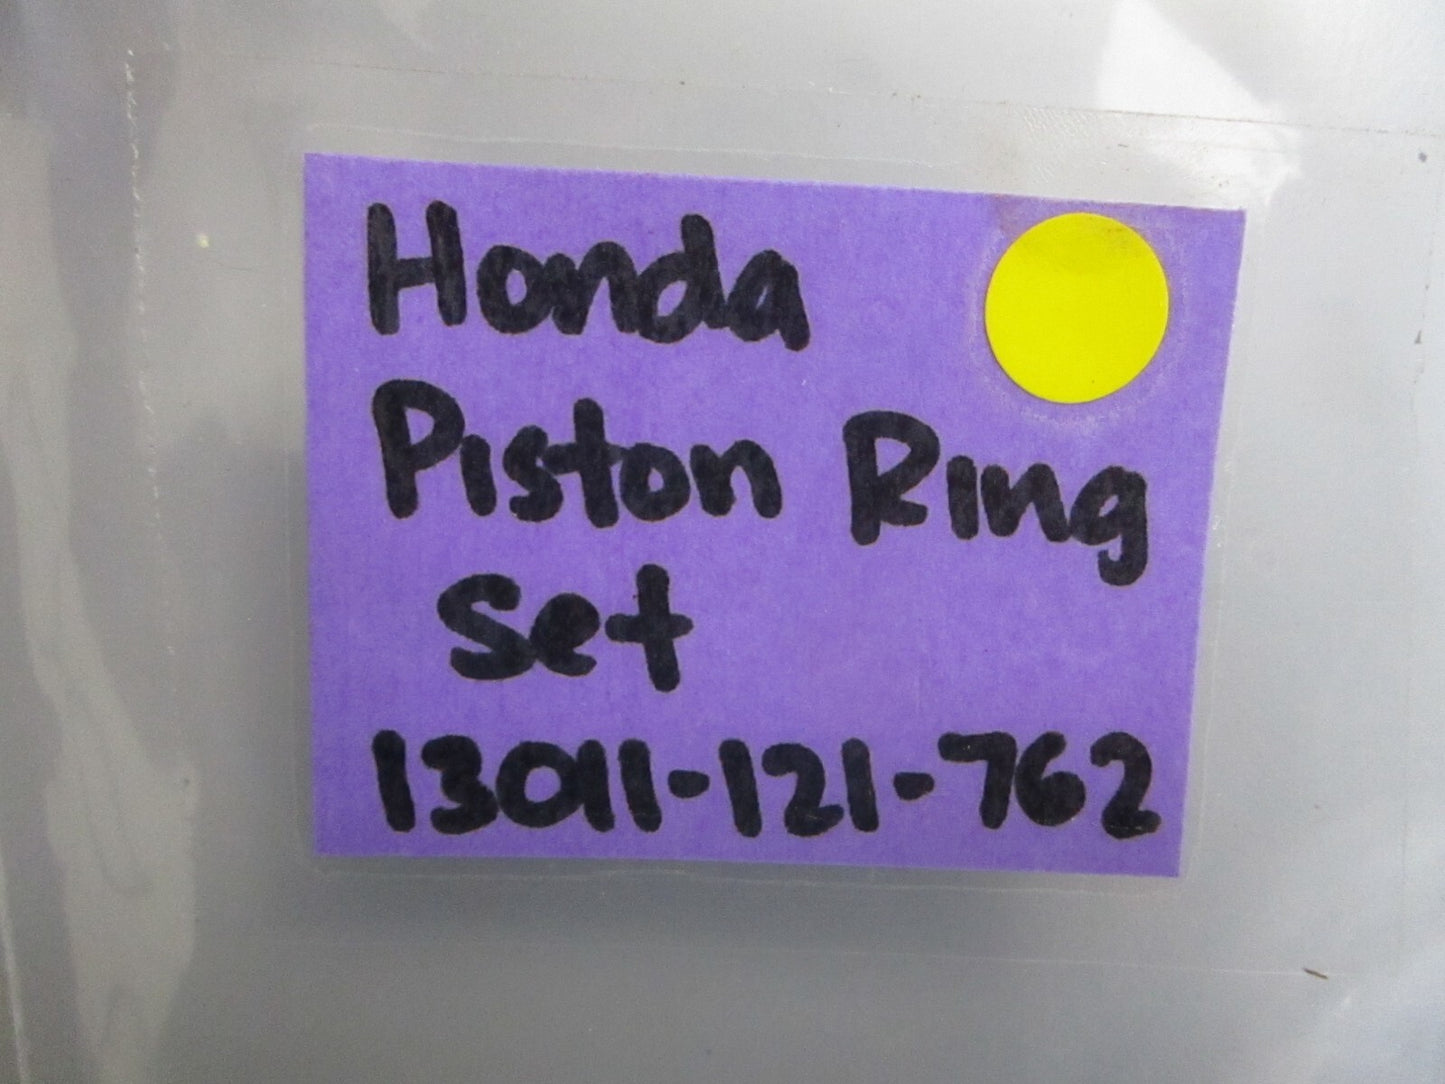 Honda
Piston Ring
Set
13011-121-762